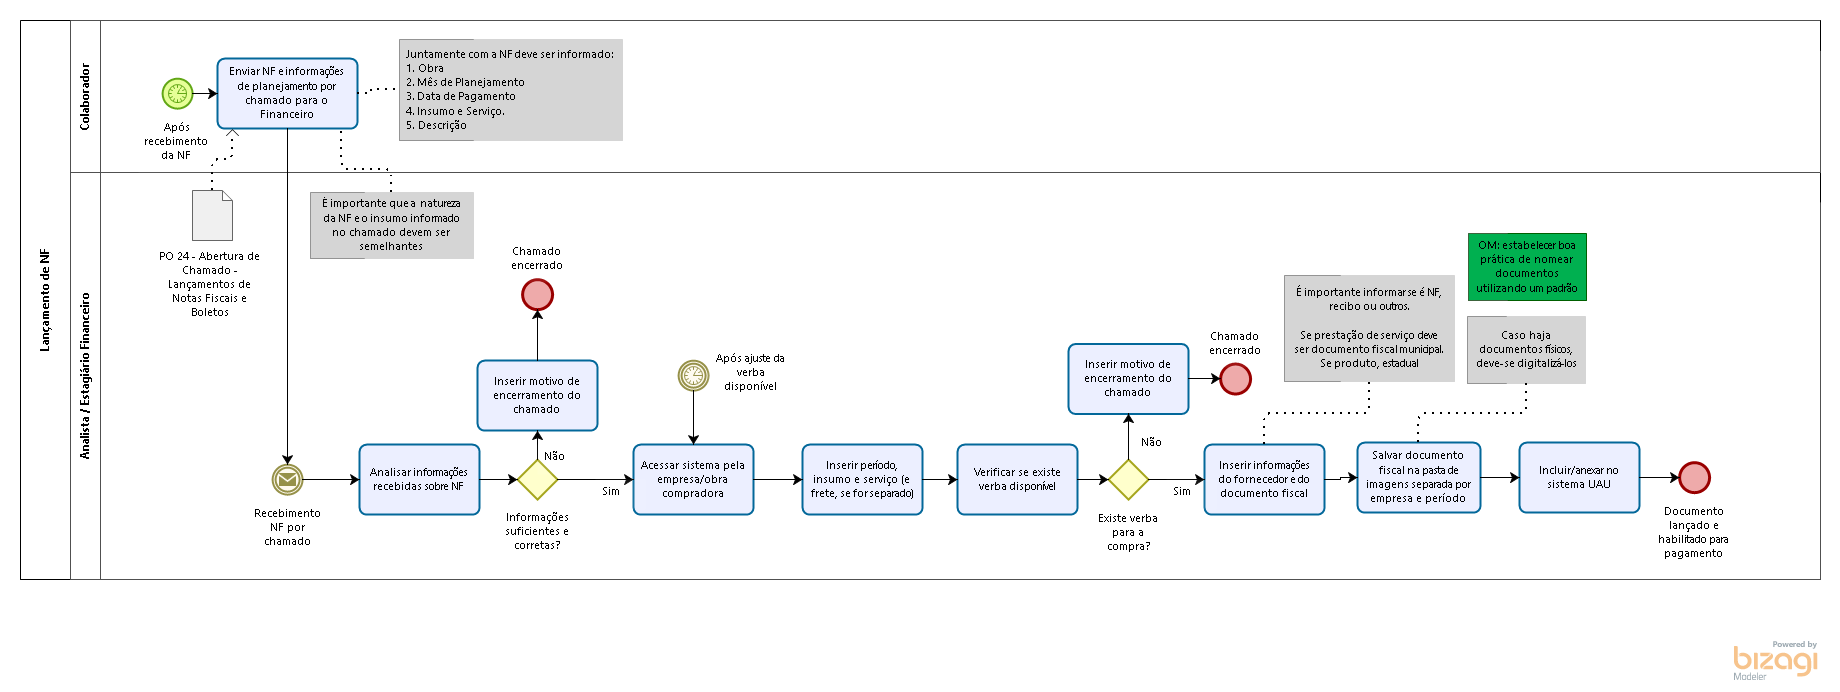 Lançamento de NF
Colaborador
Após
recebimento
da NF
Enviar NF e informações
de planejamento por
chamado para o
Financeiro
Juntamente com a NF deve ser informado:
1. Obra
2. Mês de Planejamento
3. Data de Pagamento
4. Insumo e Serviço.
5. Descrição
Analista / Estagiário Financeiro
PO 24 - Abertura de
Chamado -
Lançamentos de
Notas Fiscais e
Boletos
É importante que a natureza
da NF e o insumo informado
no chamado devem ser
semelhantes
Recebimento
NF por
chamado
Analisar informações
recebidas sobre NF
Informações
suficientes e
corretas?
Não
Inserir motivo de
encerramento do
chamado
Chamado
encerrado
Sim
Após ajuste da
verba
disponível
Acessar sistema pela
empresa/obra
compradora
Inserir período,
insumo e serviço (e
frete, se for separado)
Verificar se existe
verba disponível
Existe verba
para a
compra?
Não
Inserir motivo de
encerramento do
chamado
Chamado
encerrado
Sim
Inserir informações
do fornecedor e do
documento fiscal
É importante informar se é NF,
recibo ou outros.
Se prestação de serviço deve
ser documento fiscal municipal.
Se produto, estadual
Salvar documento
fiscal na pasta de
imagens separada por
empresa e período
OM: estabelecer boa
prática de nomear
documentos
utilizando um padrão
Caso haja
documentos físicos,
deve-se digitalizá-los
Incluir/anexar no
sistema UAU
Documento
lançado e
habilitado para
pagamento
Powered by
bizagi
Modeler